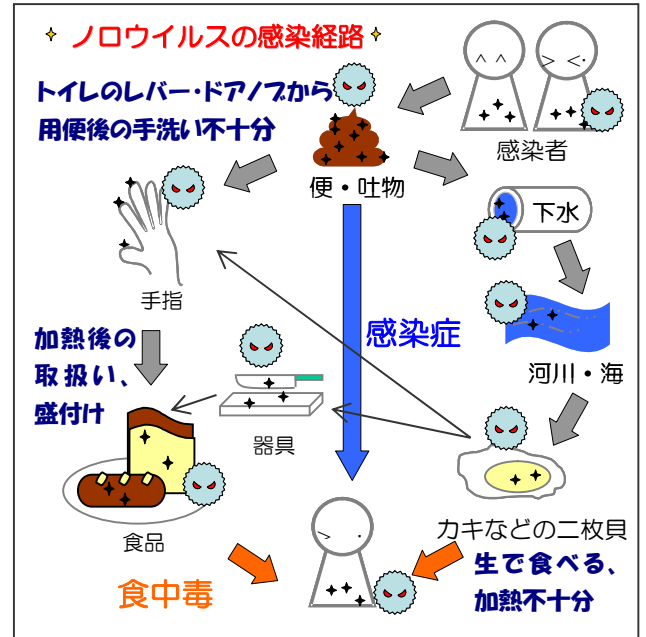 ノロウイルスの感染経路
トイレのレバー・ドアノブから
用便後の手洗い不十分
感染者
便・吐物
下水
手指
感染症
加熱後の
取扱い、
盛付け
河川・海
器具
カキなどの二枚貝
食品
食中毒
生で食べる、
加熱不十分